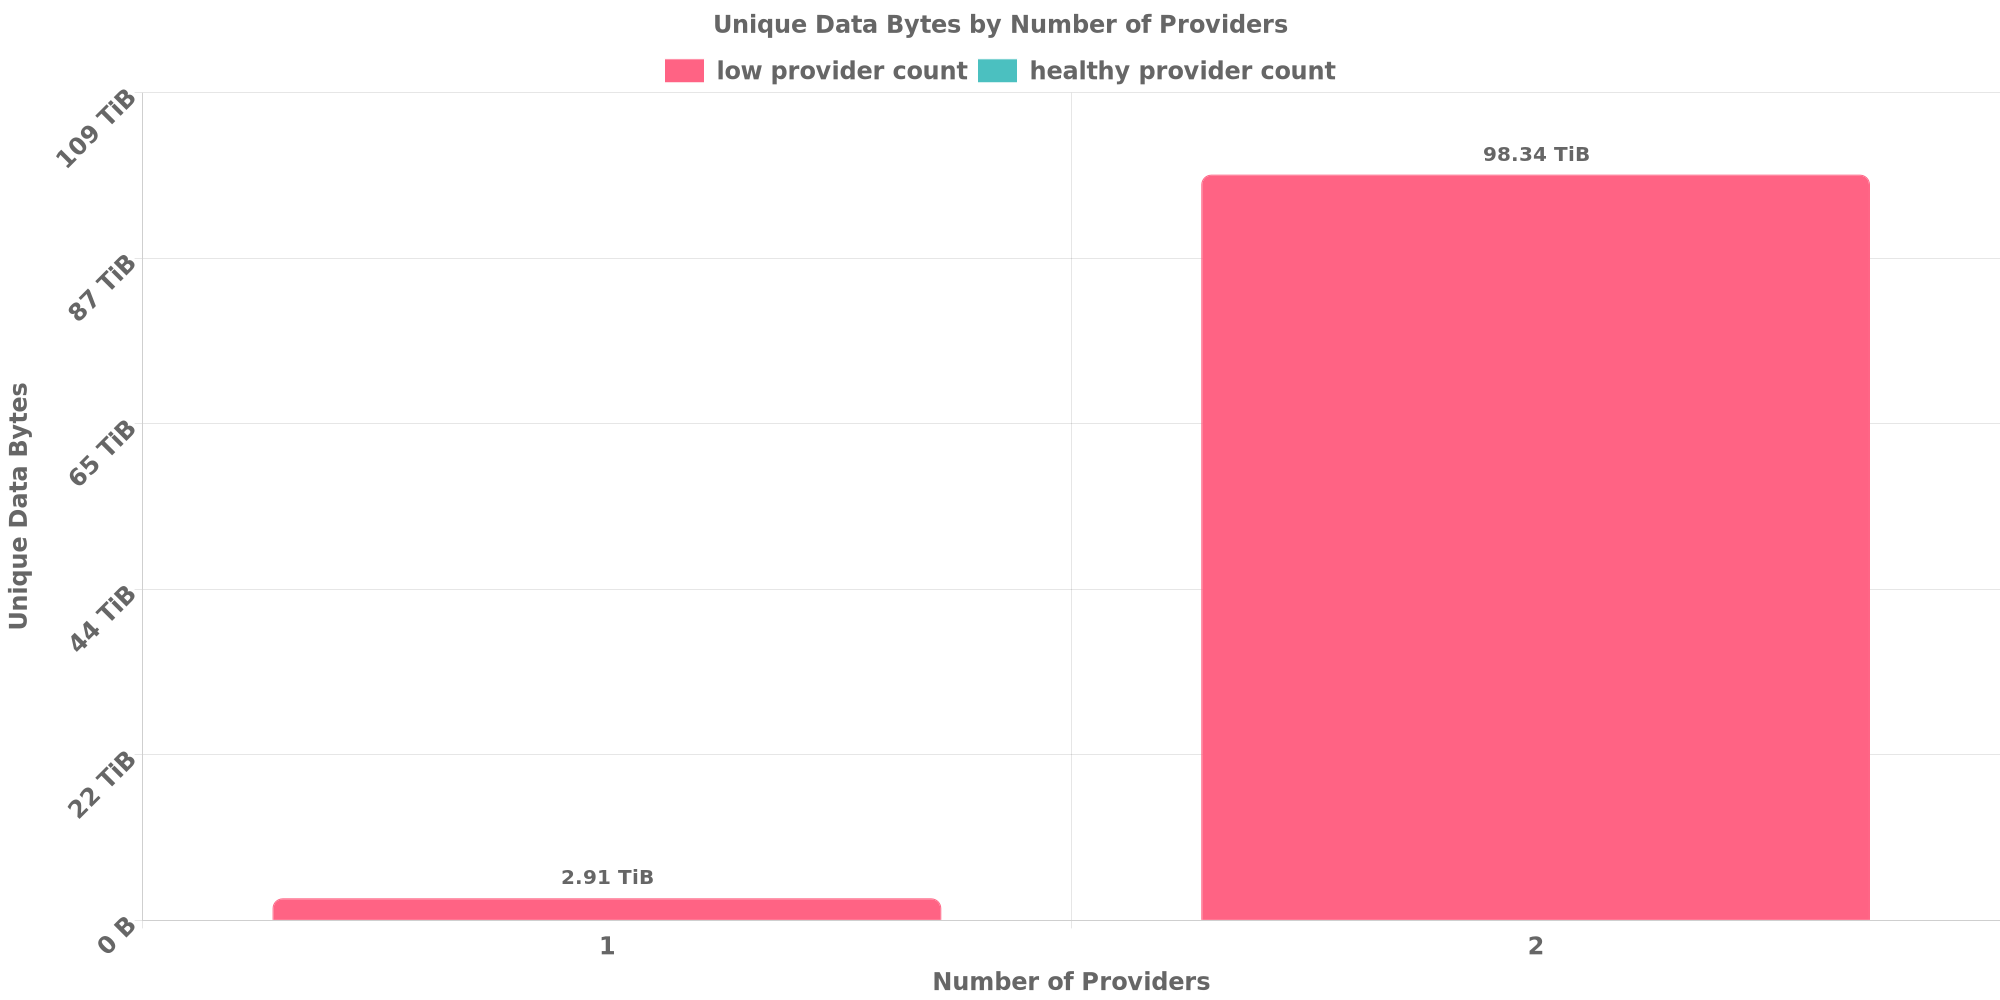 Unique Data Bytes by Number of Providers
low provider count healthy provider count
109 TiB
98.34 TiB
87 TiB
65 TiB
Unique Data Bytes
44 TiB
22 TiB
2.91 TiB
0 B
1 2
Number of Providers